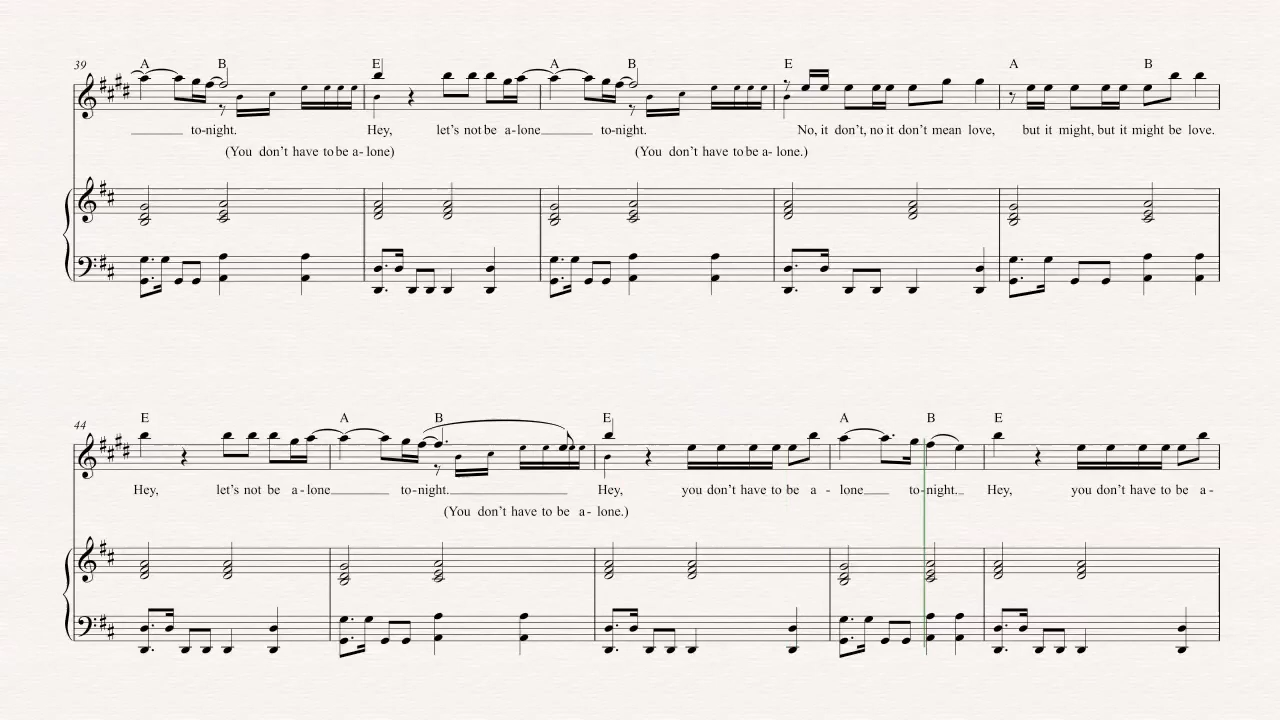 39 A B E A B E A B
to-night. Hey, let's not be a-lone to-night. No, it don't, no it don't mean love, but it might, but it might be love.
(You don't have to be a-lone) (You don't have to be a-lone.)
44 E A B E A B E
Hey, let's not be a-lone to-night. Hey, you don't have to be a-lone to-night. Hey, you don't have to be a-
(You don't have to be a-lone.)